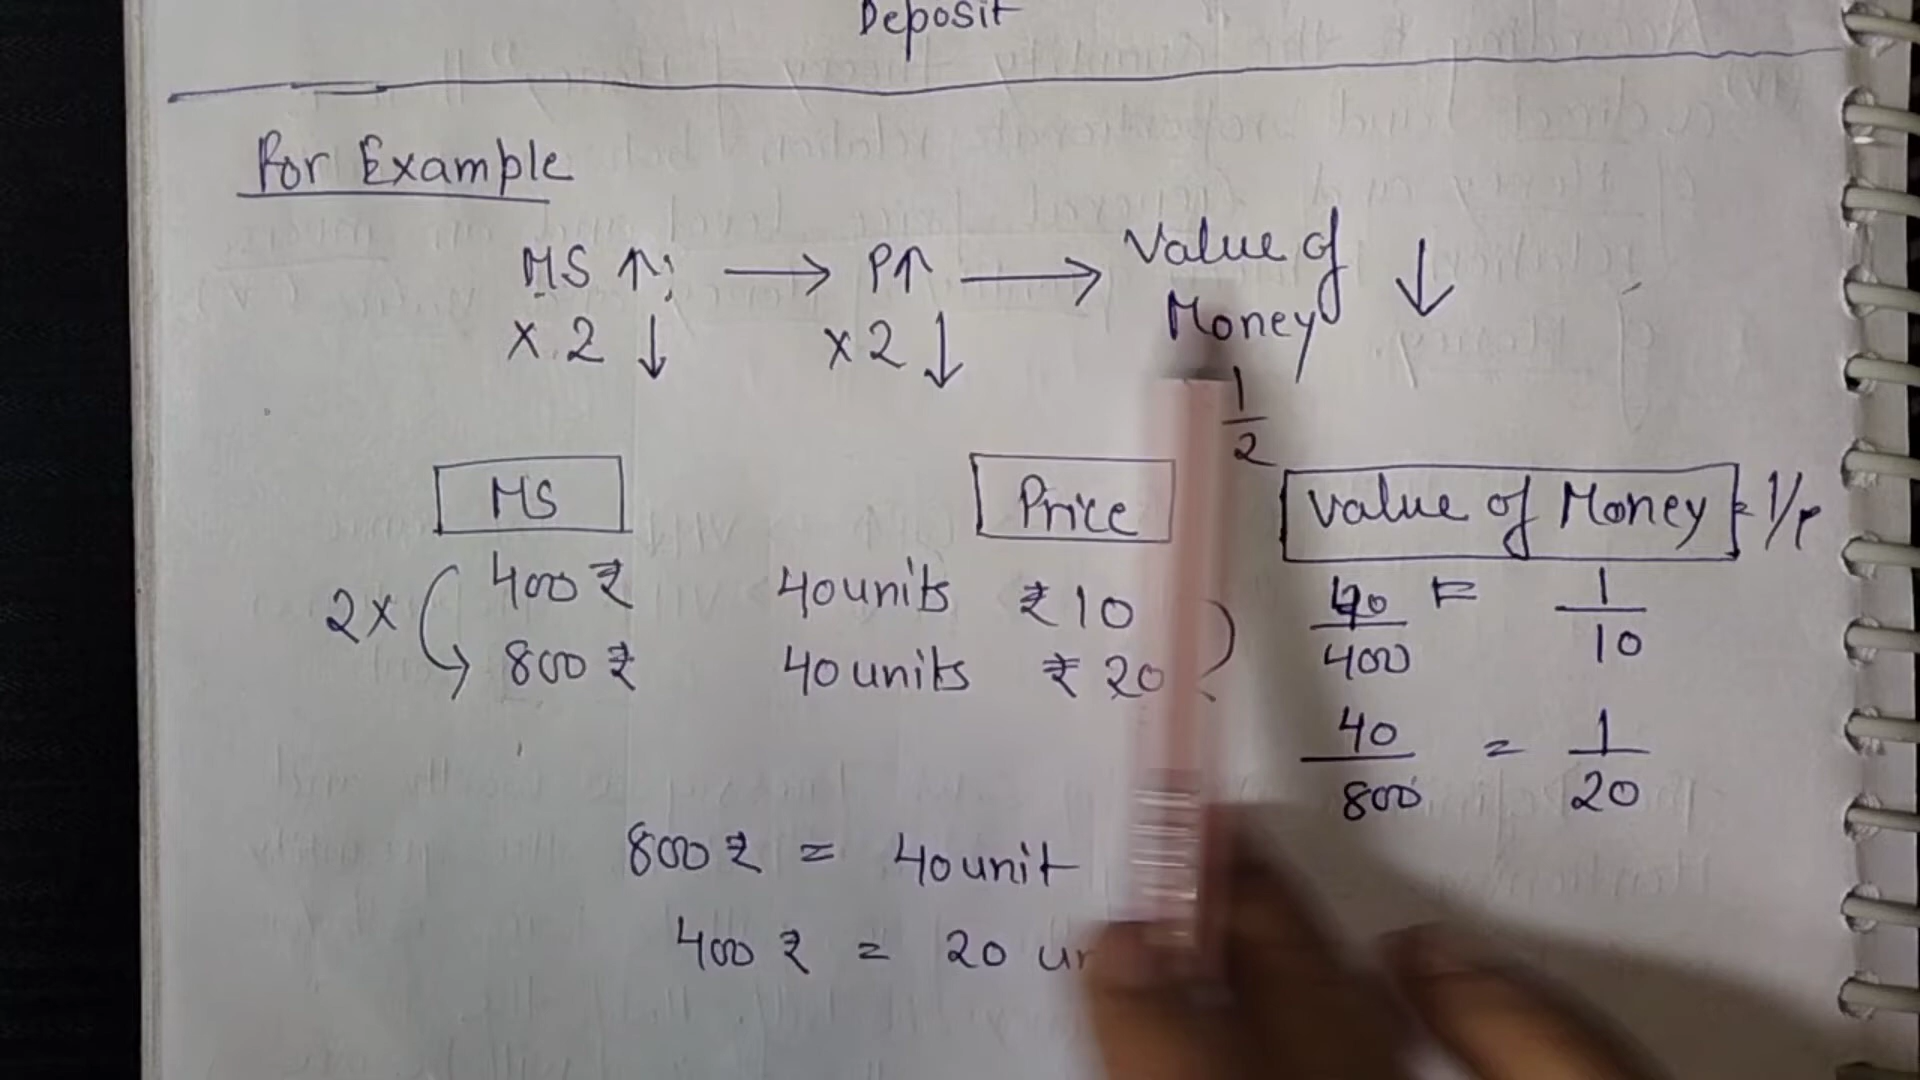 Deposit
For Example
MS ↑; → P↑ → Value of Money ↓
x 2 ↓ x2 ↓ 1/2
MS Price Value of Money = 1/P
2x 400 ₹ 40 units ₹ 10 40/400 = 1/10
800 ₹ 40 units ₹ 20 40/800 = 1/20
800 ₹ = 40 unit
400 ₹ = 20